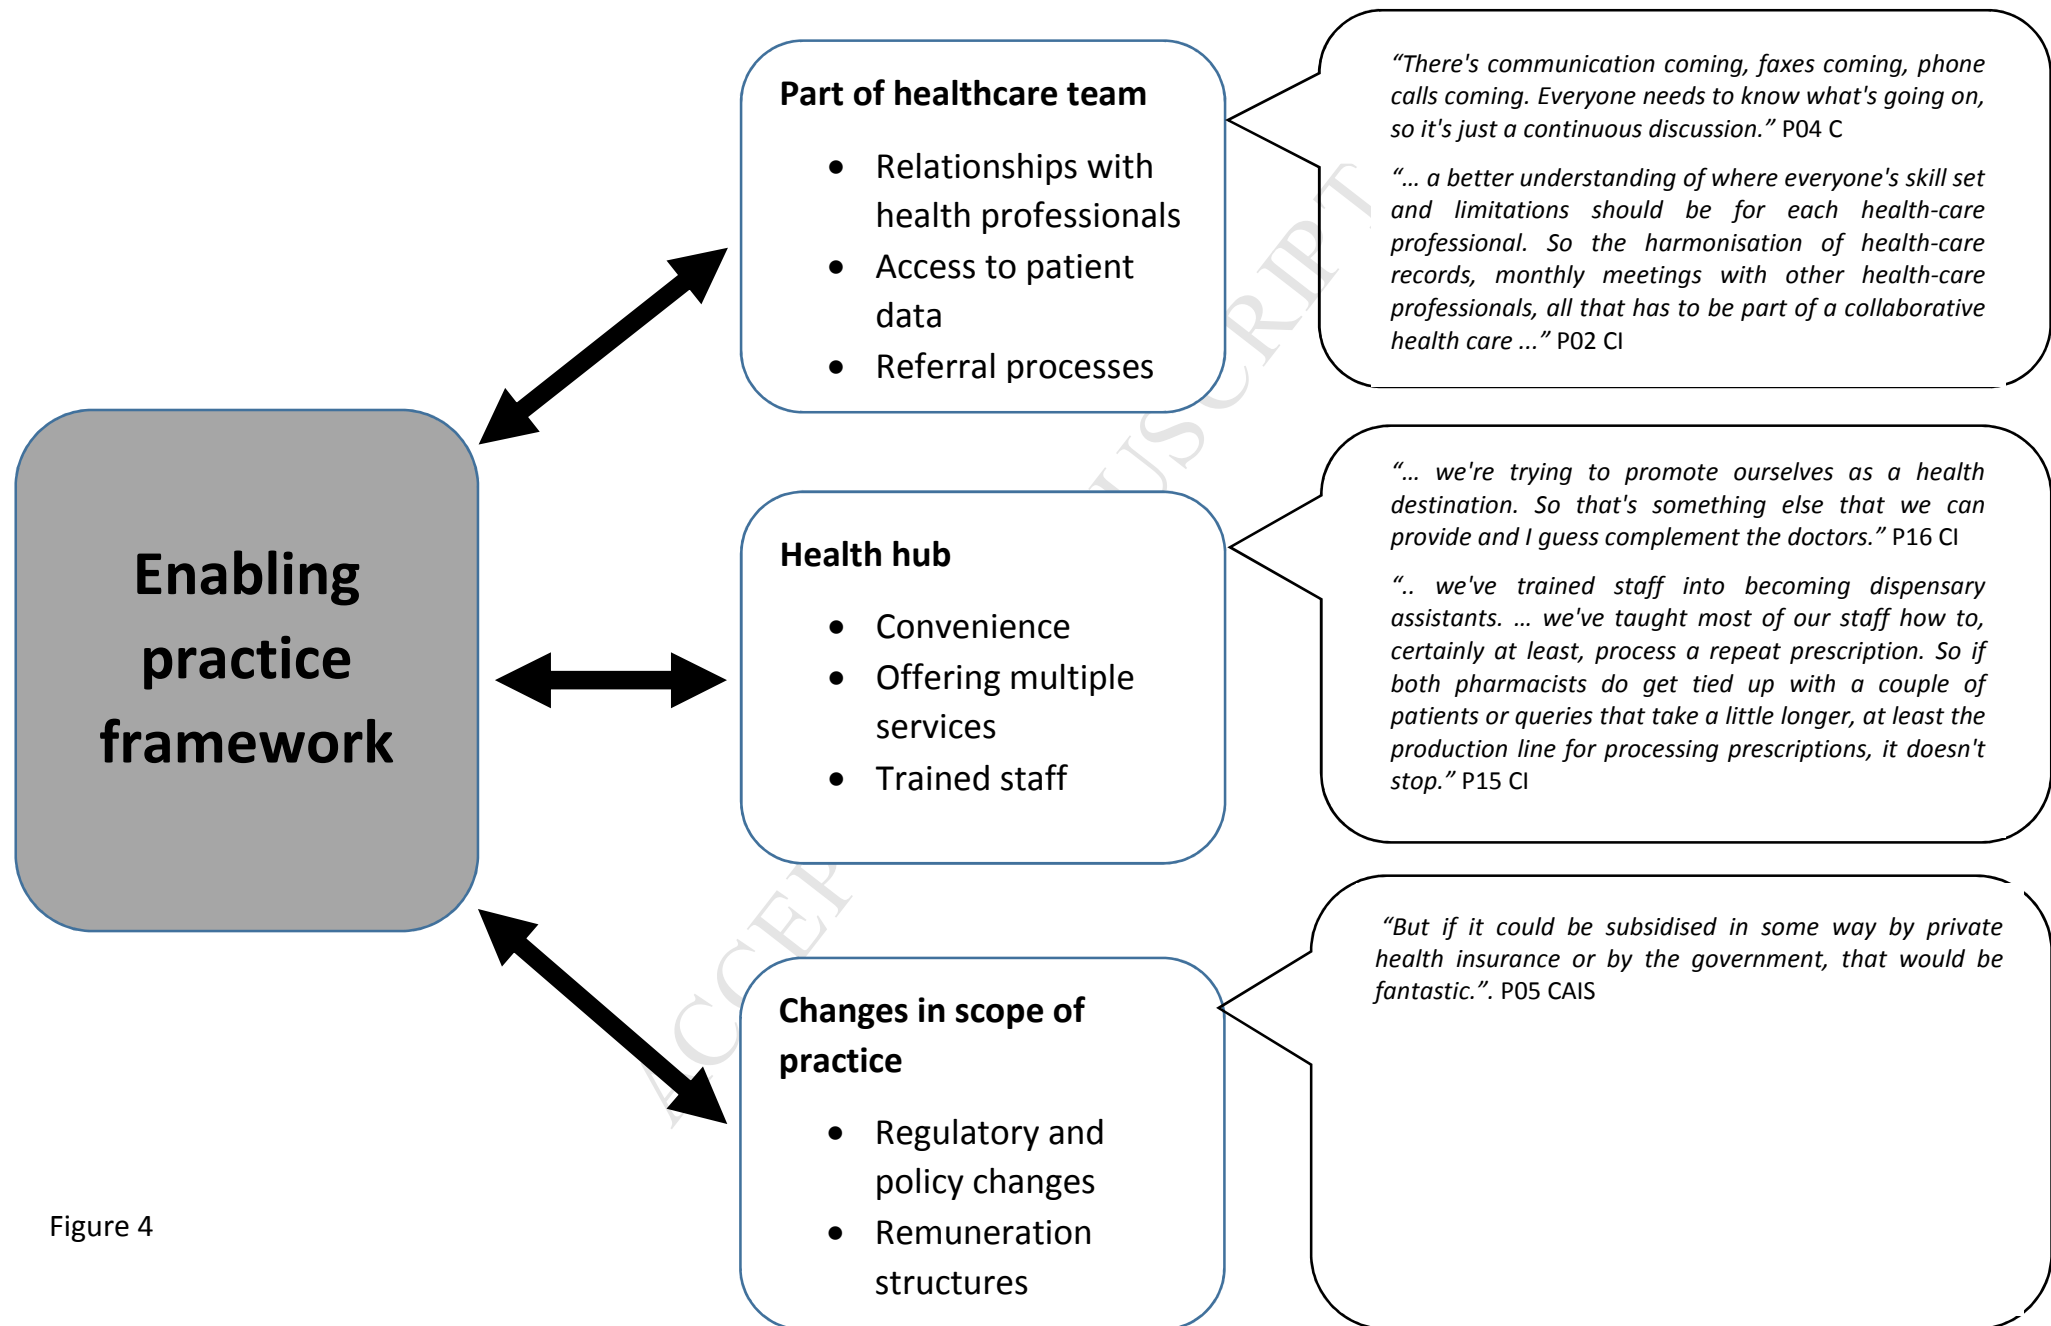 Part of healthcare team
• Relationships with
health professionals
• Access to patient
data
• Referral processes
“There's communication coming, faxes coming, phone
calls coming. Everyone needs to know what's going on,
so it's just a continuous discussion.” P04 C
“… a better understanding of where everyone's skill set
and limitations should be for each health-care
professional. So the harmonisation of health-care
records, monthly meetings with other health-care
professionals, all that has to be part of a collaborative
health care ...” P02 CI
Enabling
practice
framework
Health hub
• Convenience
• Offering multiple
services
• Trained staff
“… we're trying to promote ourselves as a health
destination. So that's something else that we can
provide and I guess complement the doctors.” P16 CI
“.. we've trained staff into becoming dispensary
assistants. … we've taught most of our staff how to,
certainly at least, process a repeat prescription. So if
both pharmacists do get tied up with a couple of
patients or queries that take a little longer, at least the
production line for processing prescriptions, it doesn't
stop.” P15 CI
Changes in scope of
practice
• Regulatory and
policy changes
• Remuneration
structures
“But if it could be subsidised in some way by private
health insurance or by the government, that would be
fantastic.”. P05 CAIS
Figure 4